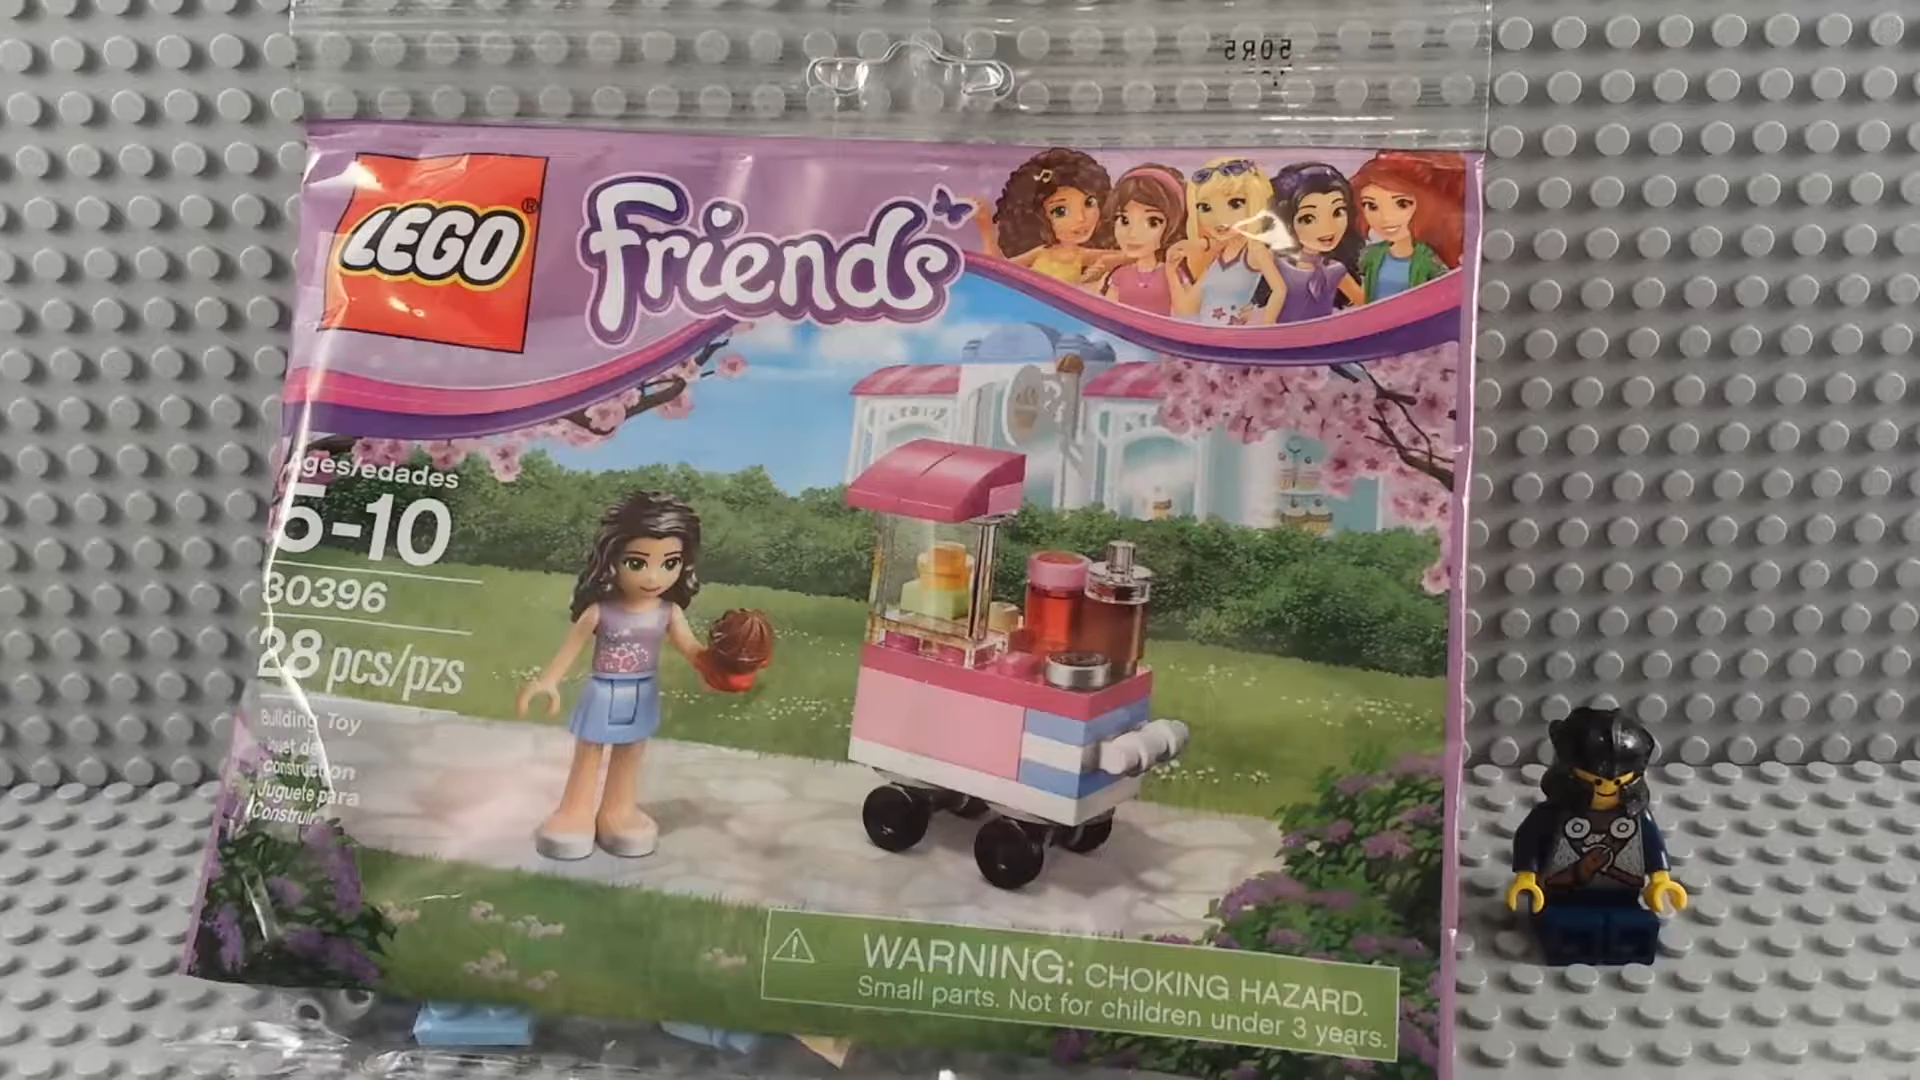 50R5
LEGO®
friends
Ages/edades
5-10
30396
28 pcs/pzs
Building Toy
Jouet de
construction
Juguete para
Construir
WARNING: CHOKING HAZARD.
Small parts. Not for children under 3 years.